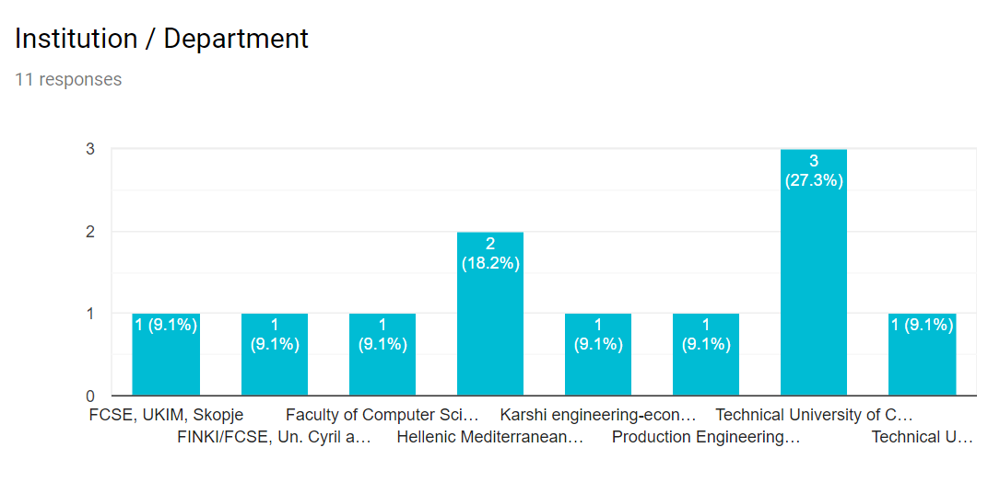 Institution / Department
11 responses
3
2
1
0
1 (9.1%)
1
(9.1%)
1
(9.1%)
2
(18.2%)
1
(9.1%)
1
(9.1%)
3
(27.3%)
1 (9.1%)
FCSE, UKIM, Skopje
Faculty of Computer Sci…
Karshi engineering-econ…
Technical University of C…
FINKI/FCSE, Un. Cyril a…
Hellenic Mediterranean…
Production Engineering…
Technical U…